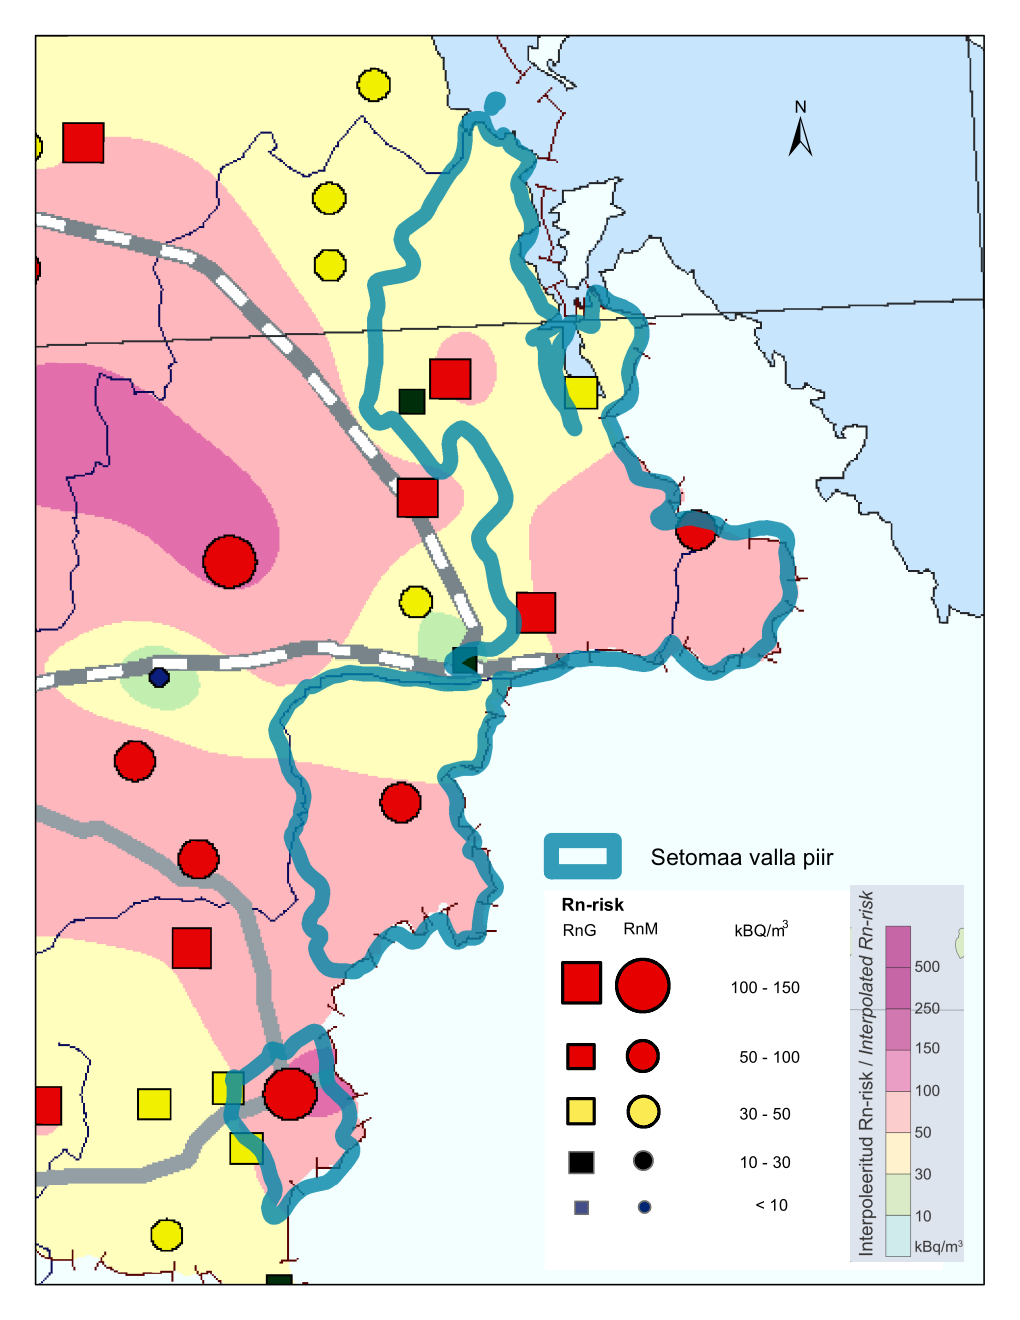 N
Setomaa valla piir
Rn-risk
RnG RnM kBQ/m³
100 - 150
50 - 100
30 - 50
10 - 30
< 10
Interpoleeritud Rn-risk / Interpolated Rn-risk
500
250
150
100
50
30
10
kBq/m³